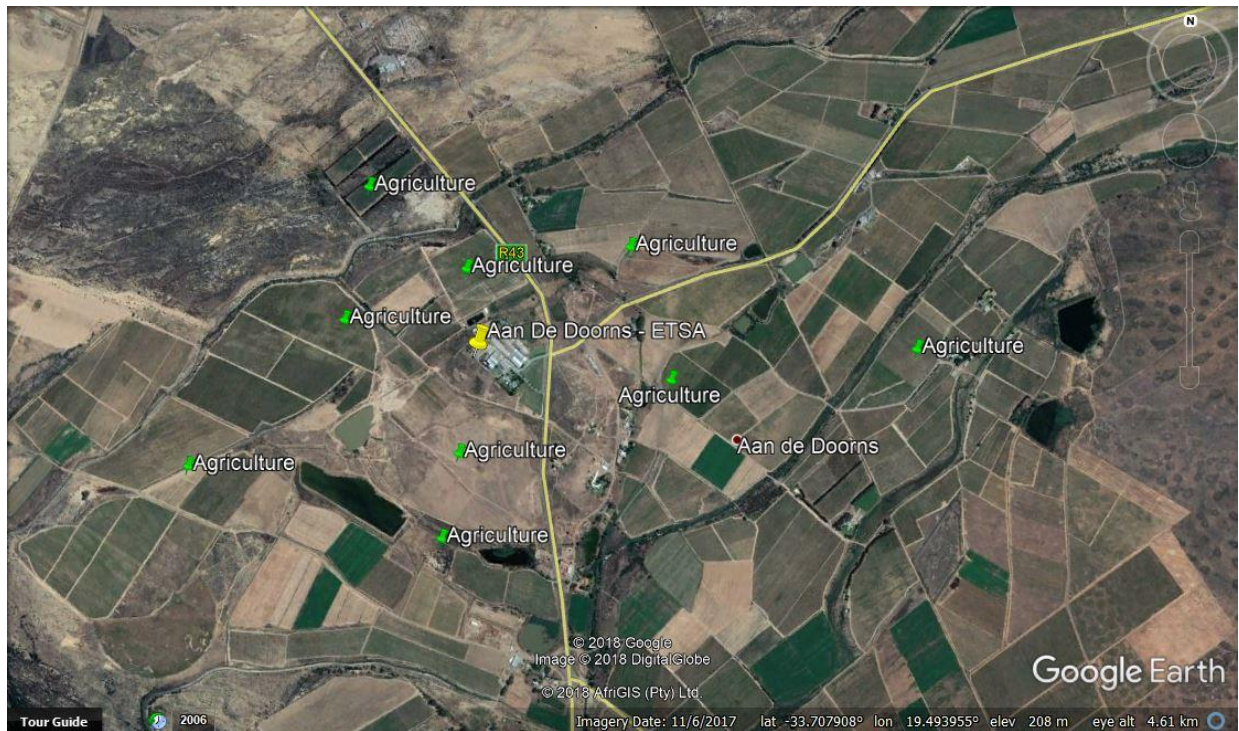 N
Agriculture
Agriculture
R43
Agriculture
Agriculture
Aan De Doorns - ETSA
Agriculture
Agriculture
Aan de Doorns
Agriculture
Agriculture
Agriculture
© 2018 Google
Image © 2018 DigitalGlobe
© 2018 AfriGIS (Pty) Ltd.
Google Earth
Tour Guide
2006
Imagery Date: 11/6/2017 lat -33.707908° lon 19.493955° elev 208 m eye alt 4.61 km